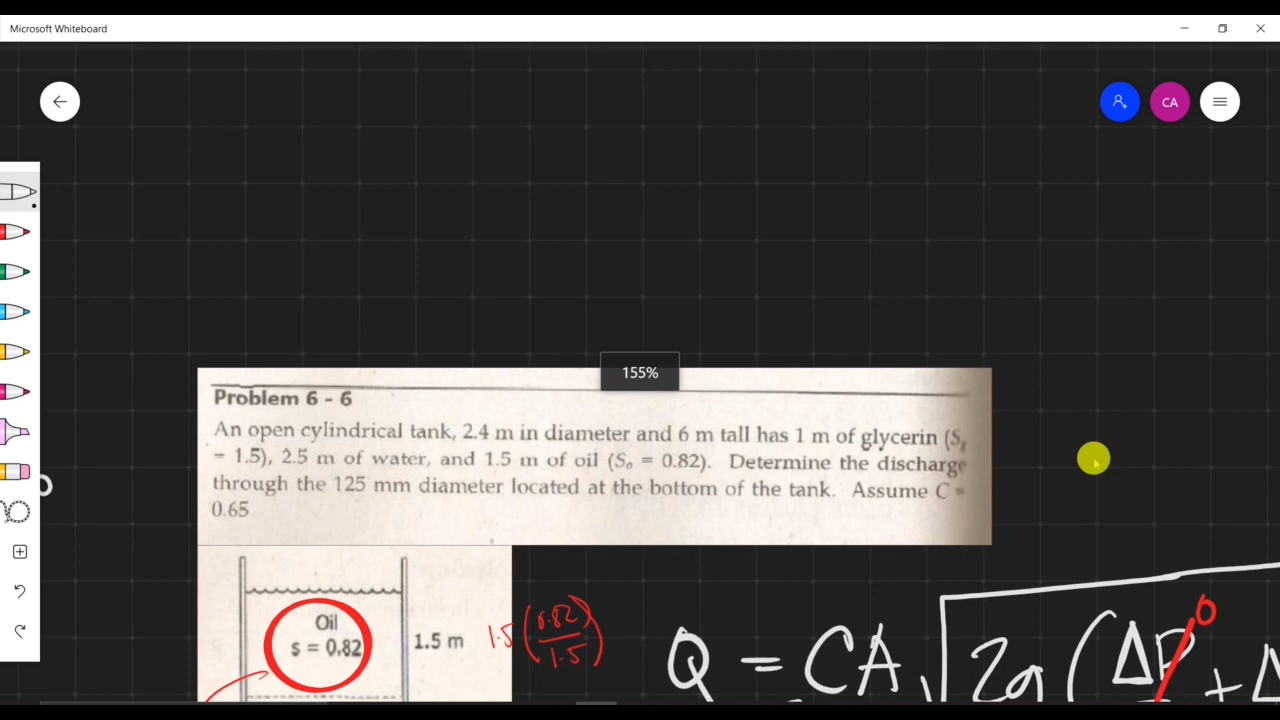 Microsoft Whiteboard
CA
155%
Problem 6 - 6
An open cylindrical tank, 2.4 m in diameter and 6 m tall has 1 m of glycerin (S
= 1.5), 2.5 m of water, and 1.5 m of oil (Sₒ = 0.82). Determine the discharge
through the 125 mm diameter located at the bottom of the tank. Assume C =
0.65
Oil
s = 0.82
1.5 m
1.5 (0.82/1.5)
Q = CA √2g (ΔP + Δ
0